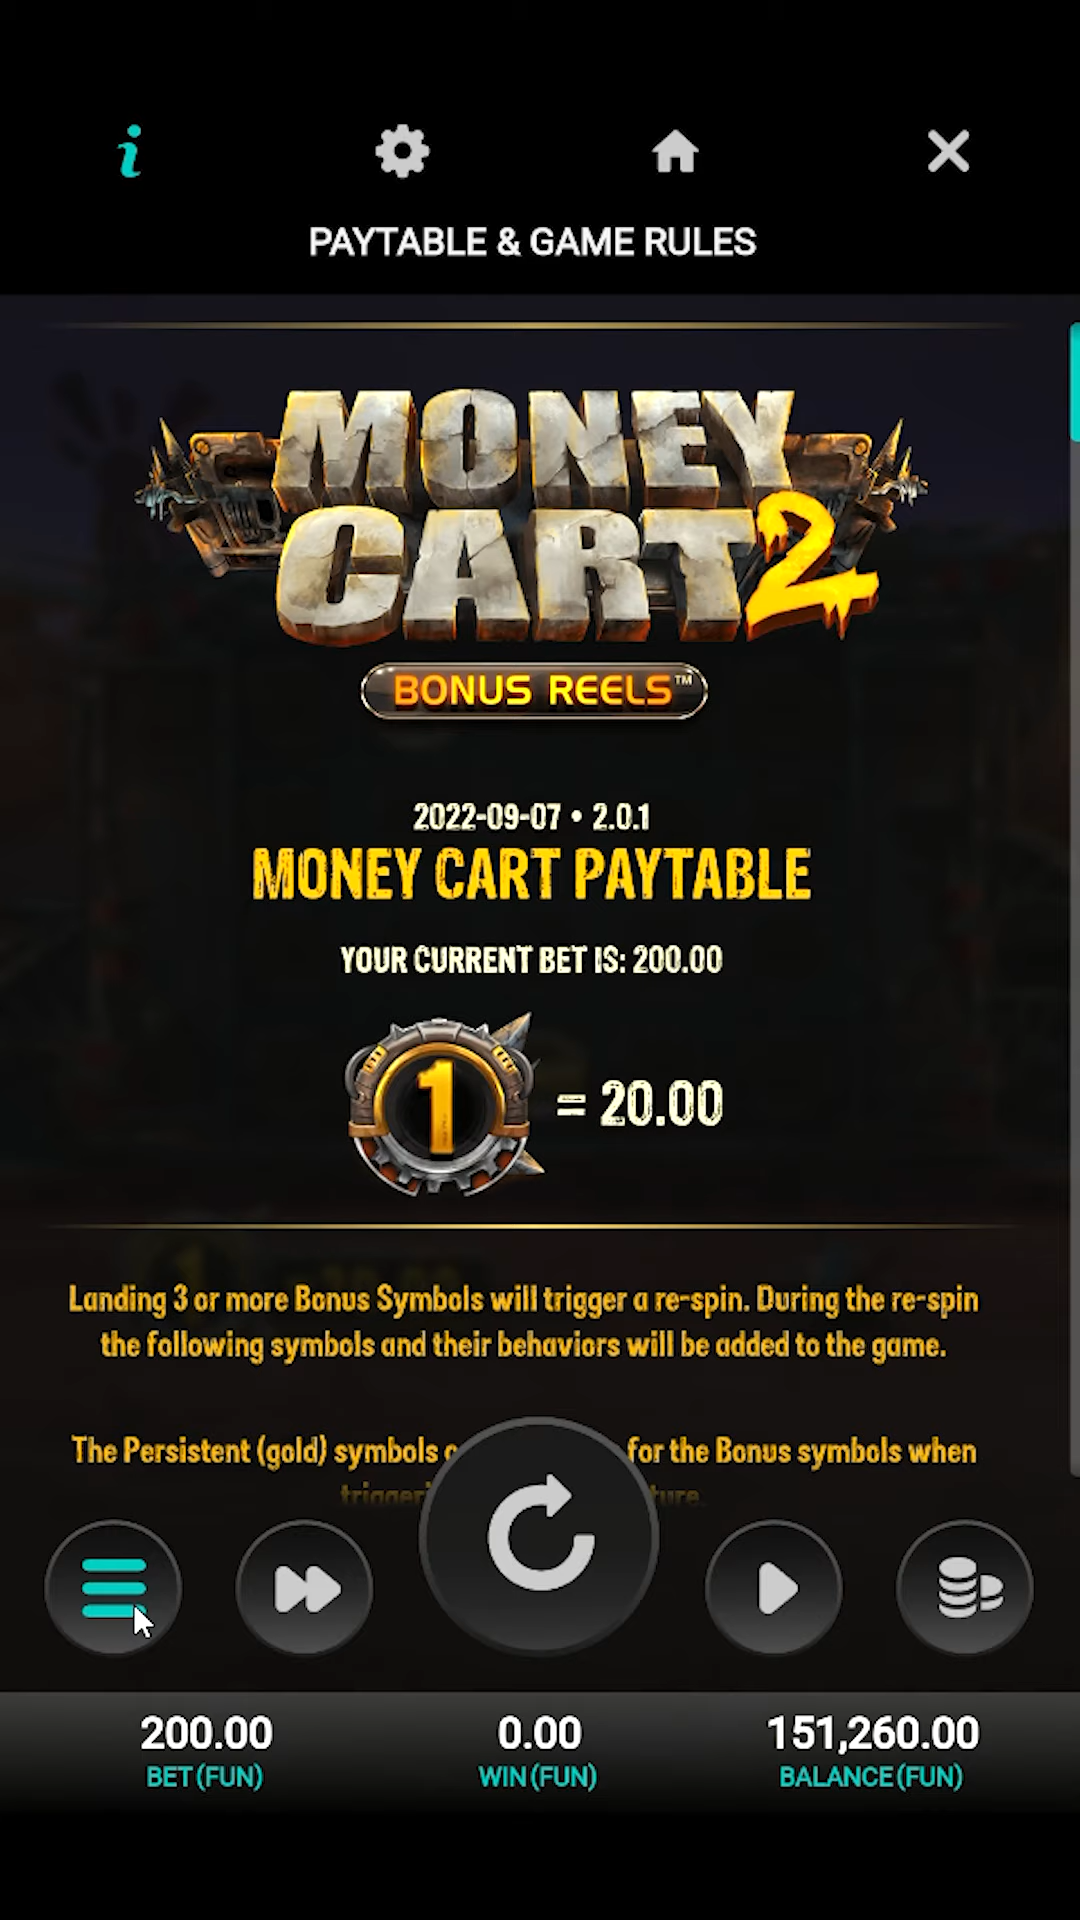 PAYTABLE & GAME RULES
MONEY
CART 2
BONUS REELS™
2022-09-07 • 2.0.1
MONEY CART PAYTABLE
YOUR CURRENT BET IS: 200.00
1 = 20.00
Landing 3 or more Bonus Symbols will trigger a re-spin. During the re-spin
the following symbols and their behaviors will be added to the game.
The Persistent (gold) symbols for the Bonus symbols when
200.00 0.00 151,260.00
BET (FUN) WIN (FUN) BALANCE (FUN)